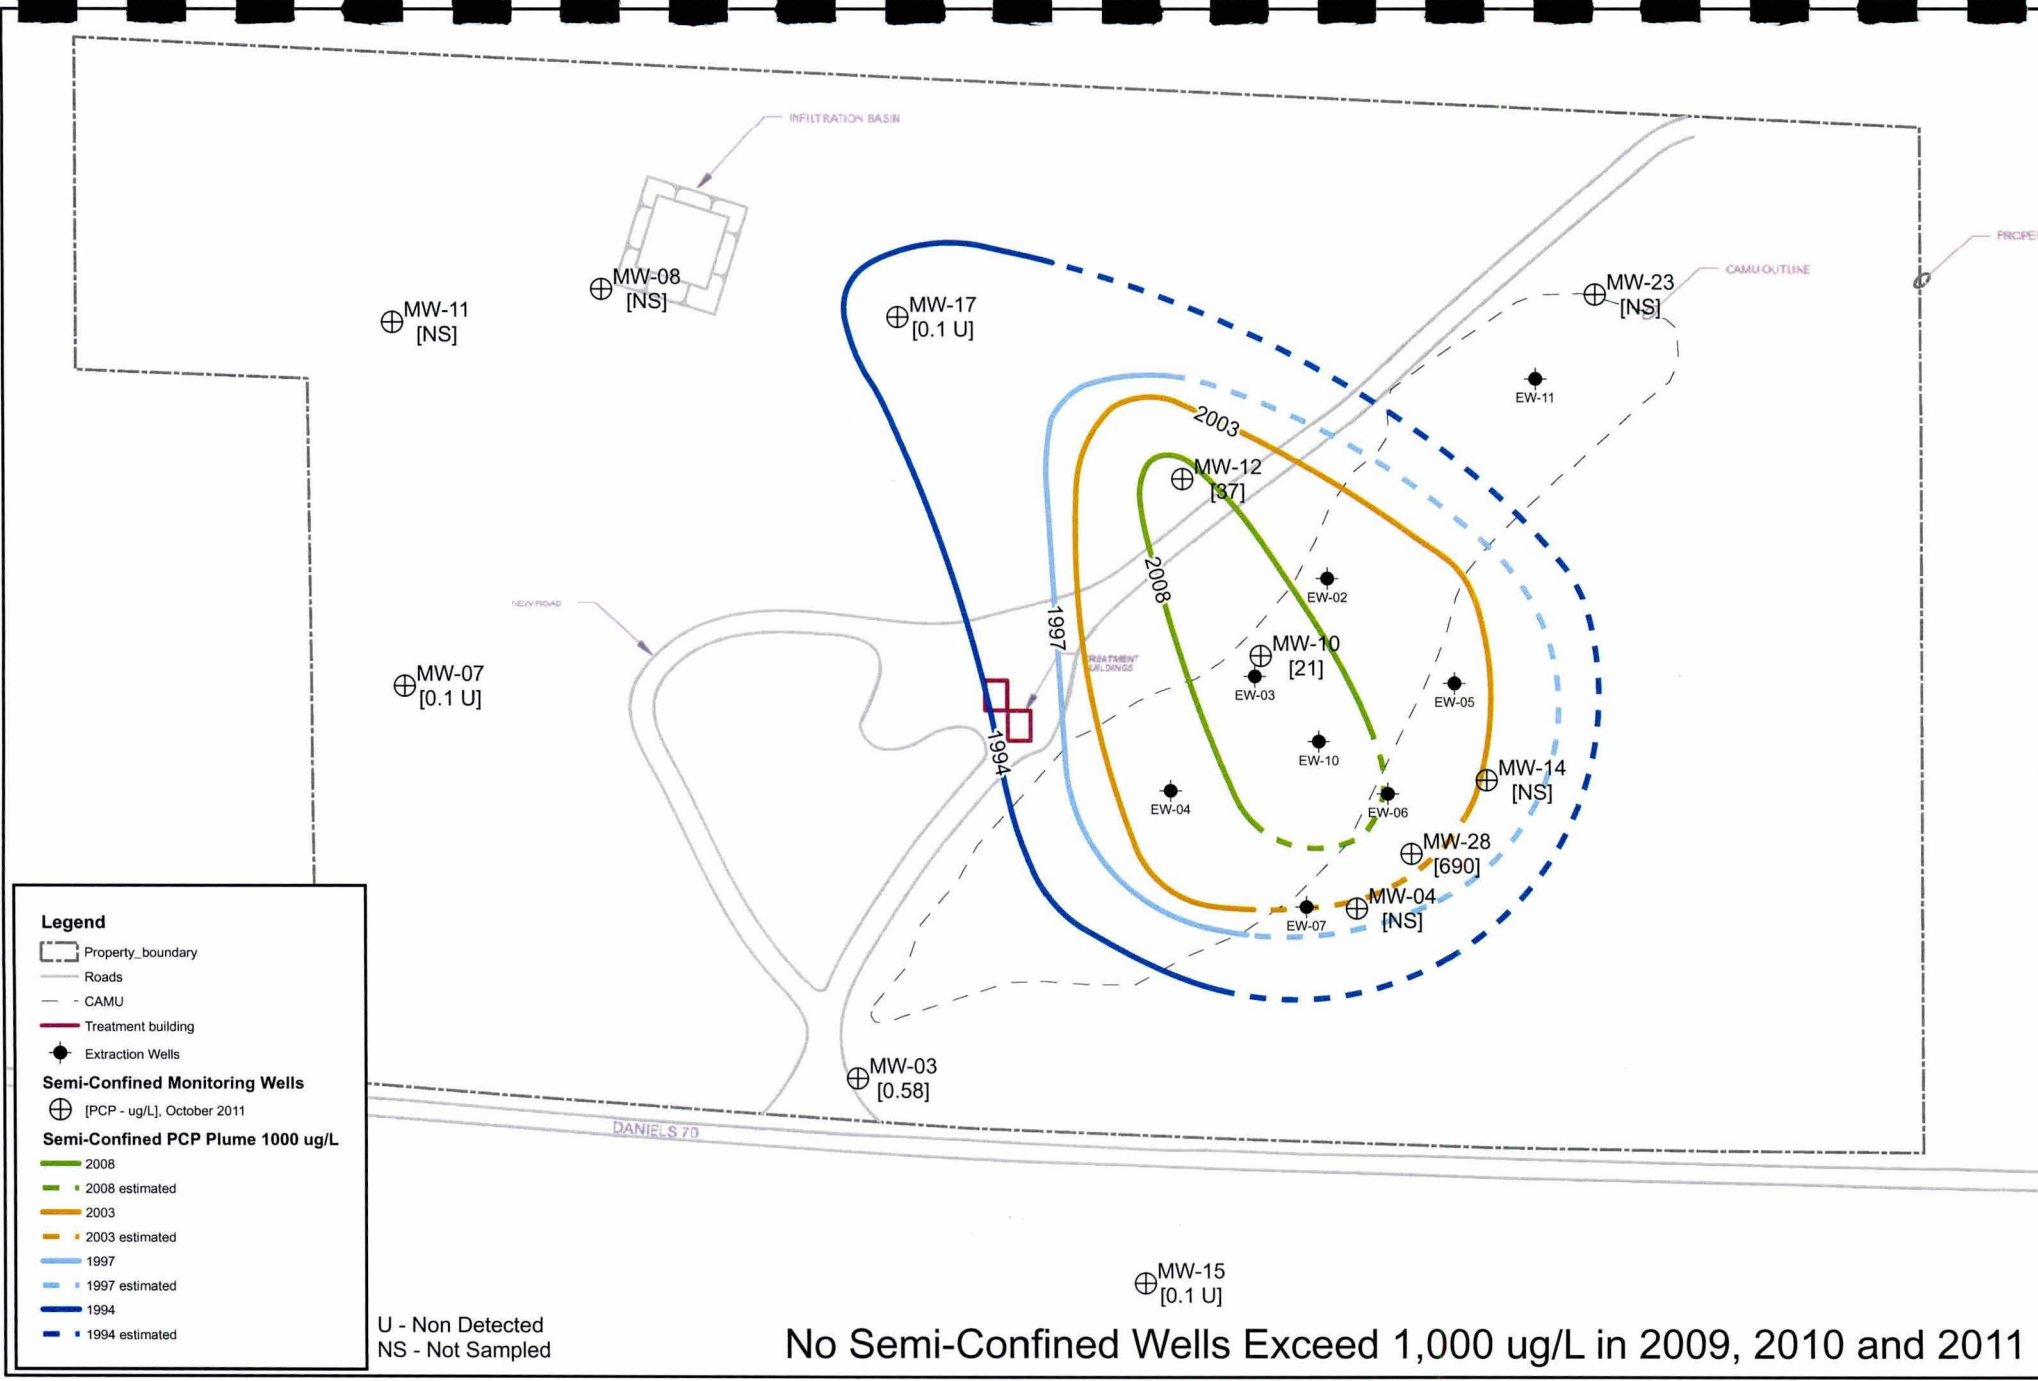 INFILTRATION BASIN
PROPE
CAMU OUTLINE
MW-23
[NS]
MW-08
[NS]
MW-11
[NS]
MW-17
[0.1 U]
EW-11
2003
MW-12
[37]
2008
EW-02
NEW ROAD
1997
MW-10
[21]
TREATMENT
BUILDINGS
MW-07
[0.1 U]
EW-03
EW-05
1994
EW-10
MW-14
[NS]
EW-04
EW-06
MW-28
[690]
MW-04
[NS]
EW-07
MW-03
[0.58]
DANIELS 70
MW-15
[0.1 U]
Legend
Property_boundary
Roads
CAMU
Treatment building
Extraction Wells
Semi-Confined Monitoring Wells
[PCP - ug/L], October 2011
Semi-Confined PCP Plume 1000 ug/L
2008
2008 estimated
2003
2003 estimated
1997
1997 estimated
1994
1994 estimated
U - Non Detected
NS - Not Sampled
No Semi-Confined Wells Exceed 1,000 ug/L in 2009, 2010 and 2011